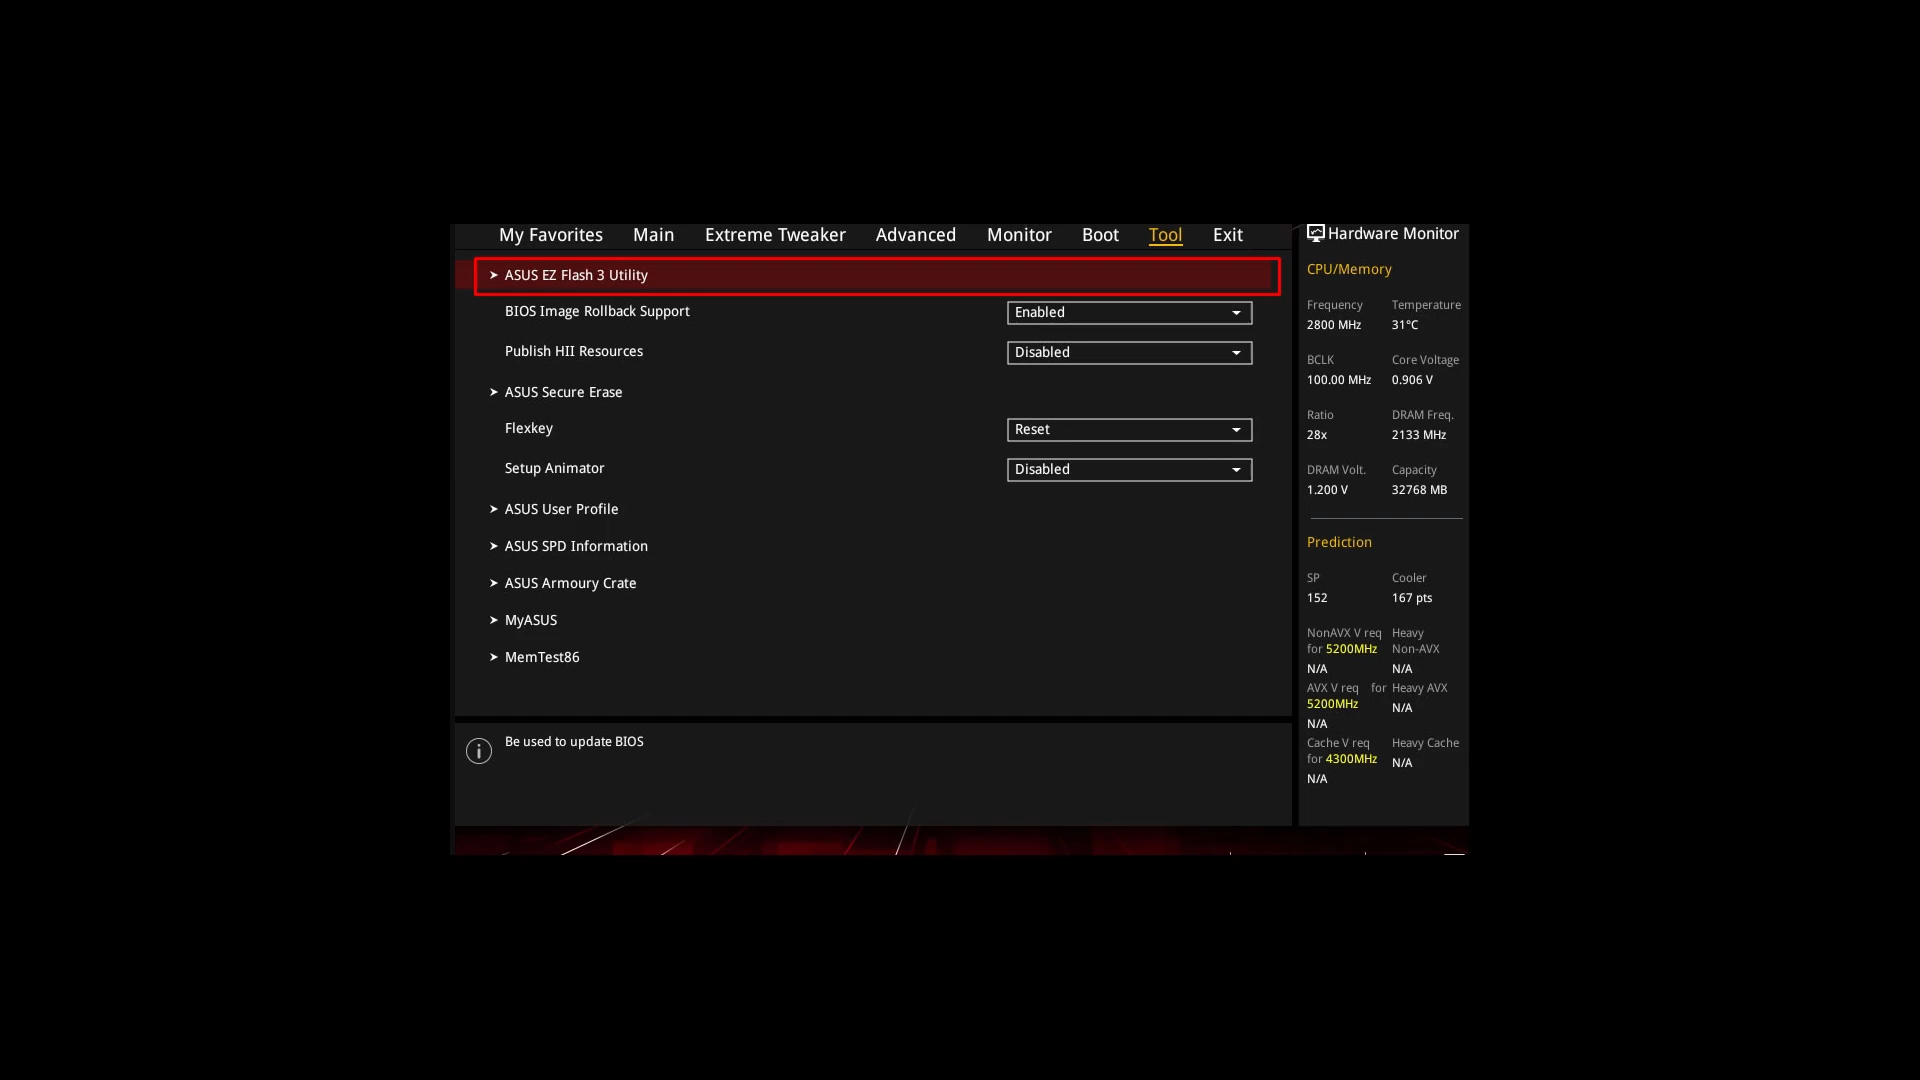 My Favorites Main Extreme Tweaker Advanced Monitor Boot Tool Exit
ASUS EZ Flash 3 Utility
BIOS Image Rollback Support Enabled
Publish HII Resources Disabled
ASUS Secure Erase
Flexkey Reset
Setup Animator Disabled
ASUS User Profile
ASUS SPD Information
ASUS Armoury Crate
MyASUS
MemTest86
Be used to update BIOS
Hardware Monitor
CPU/Memory
Frequency Temperature
2800 MHz 31°C
BCLK Core Voltage
100.00 MHz 0.906 V
Ratio DRAM Freq.
28x 2133 MHz
DRAM Volt. Capacity
1.200 V 32768 MB
Prediction
SP Cooler
152 167 pts
NonAVX V req Heavy
for 5200MHz Non-AVX
N/A N/A
AVX V req for Heavy AVX
5200MHz N/A
N/A
Cache V req Heavy Cache
for 4300MHz N/A
N/A